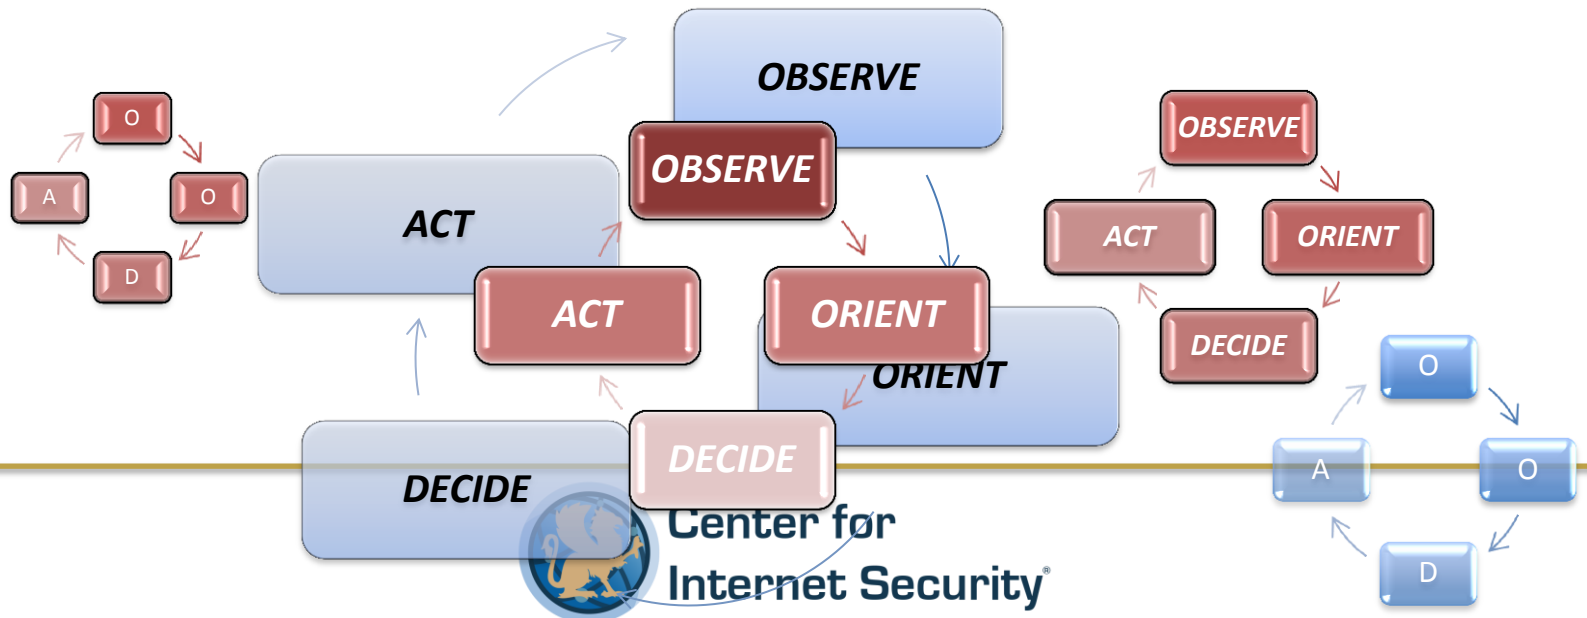 O
A
O
D
OBSERVE
ACT
ORIENT
DECIDE
OBSERVE
ACT
ORIENT
DECIDE
OBSERVE
ACT
ORIENT
DECIDE
O
A
O
D
Center for
Internet Security®